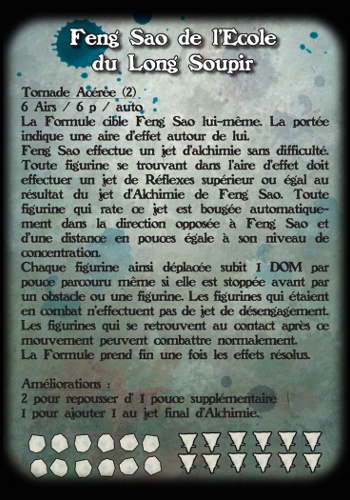 Feng Sao de l'Ecole
du Long Soupir
Tornade Acérée (2)
6 Airs / 6 p / auto
La Formule cible Feng Sao lui-même. La portée
indique une aire d'effet autour de lui.
Feng Sao effectue un jet d'alchimie sans difficulté.
Toute figurine se trouvant dans l'aire d'effet doit
effectuer un jet de Réflexes supérieur ou égal au
résultat du jet d'Alchimie de Feng Sao. Toute
figurine qui rate ce jet est bougée automatique-
ment dans la direction opposée à Feng Sao et
d'une distance en pouces égale à son niveau de
concentration.
Chaque figurine ainsi déplacée subit 1 DOM par
pouce parcouru même si elle est stoppée avant par
un obstacle ou une figurine. Les figurines qui étaient
en combat n'effectuent pas de jet de désengagement.
Les figurines qui se retrouvent au contact après ce
mouvement peuvent combattre normalement.
La Formule prend fin une fois les effets résolus.
Améliorations :
2 pour repousser d' 1 pouce supplémentaire
1 pour ajouter 1 au jet final d'Alchimie.